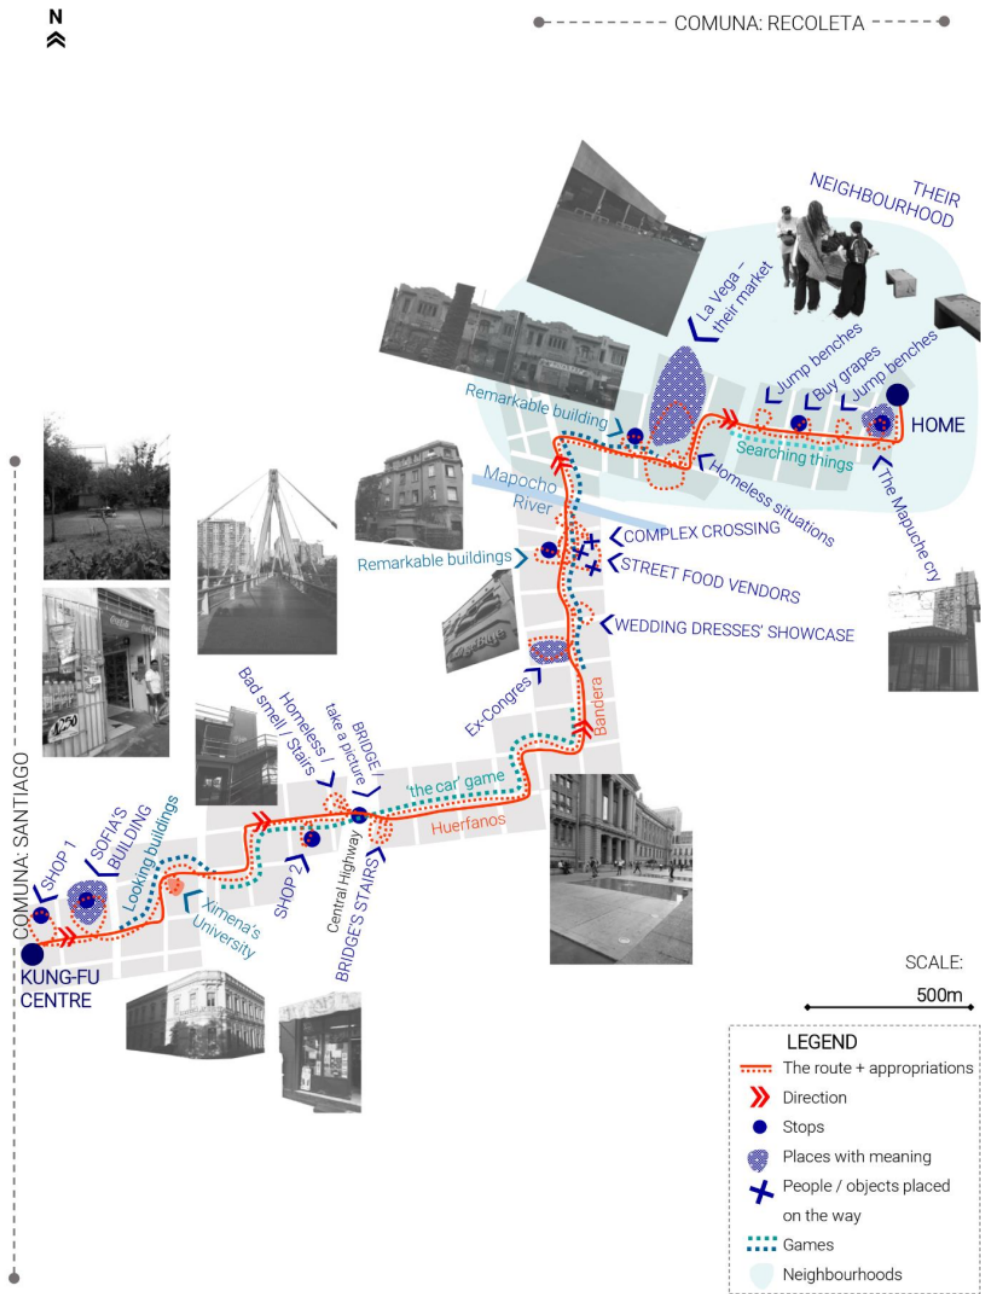 N
COMUNA: RECOLETA
THEIR
NEIGHBOURHOOD
La Vega –
their market
Jump benches
Buy grapes
Jump benches
Remarkable building
HOME
Searching things
Homeless situations
The Mapuche cry
Mapocho
River
COMPLEX CROSSING
Remarkable buildings
STREET FOOD VENDORS
WEDDING DRESSES' SHOWCASE
Ex-Congres
Bandera
Bad smell / Stairs
Homeless /
take a picture
BRIDGE /
'the car' game
Huerfanos
COMUNA: SANTIAGO
SHOP 1
SOFIA'S
BUILDING
Looking buildings
Ximena's
University
SHOP 2
Central Highway
BRIDGE'S STAIRS
KUNG-FU
CENTRE
SCALE:
500m
LEGEND
The route + appropriations
Direction
Stops
Places with meaning
People / objects placed
on the way
Games
Neighbourhoods